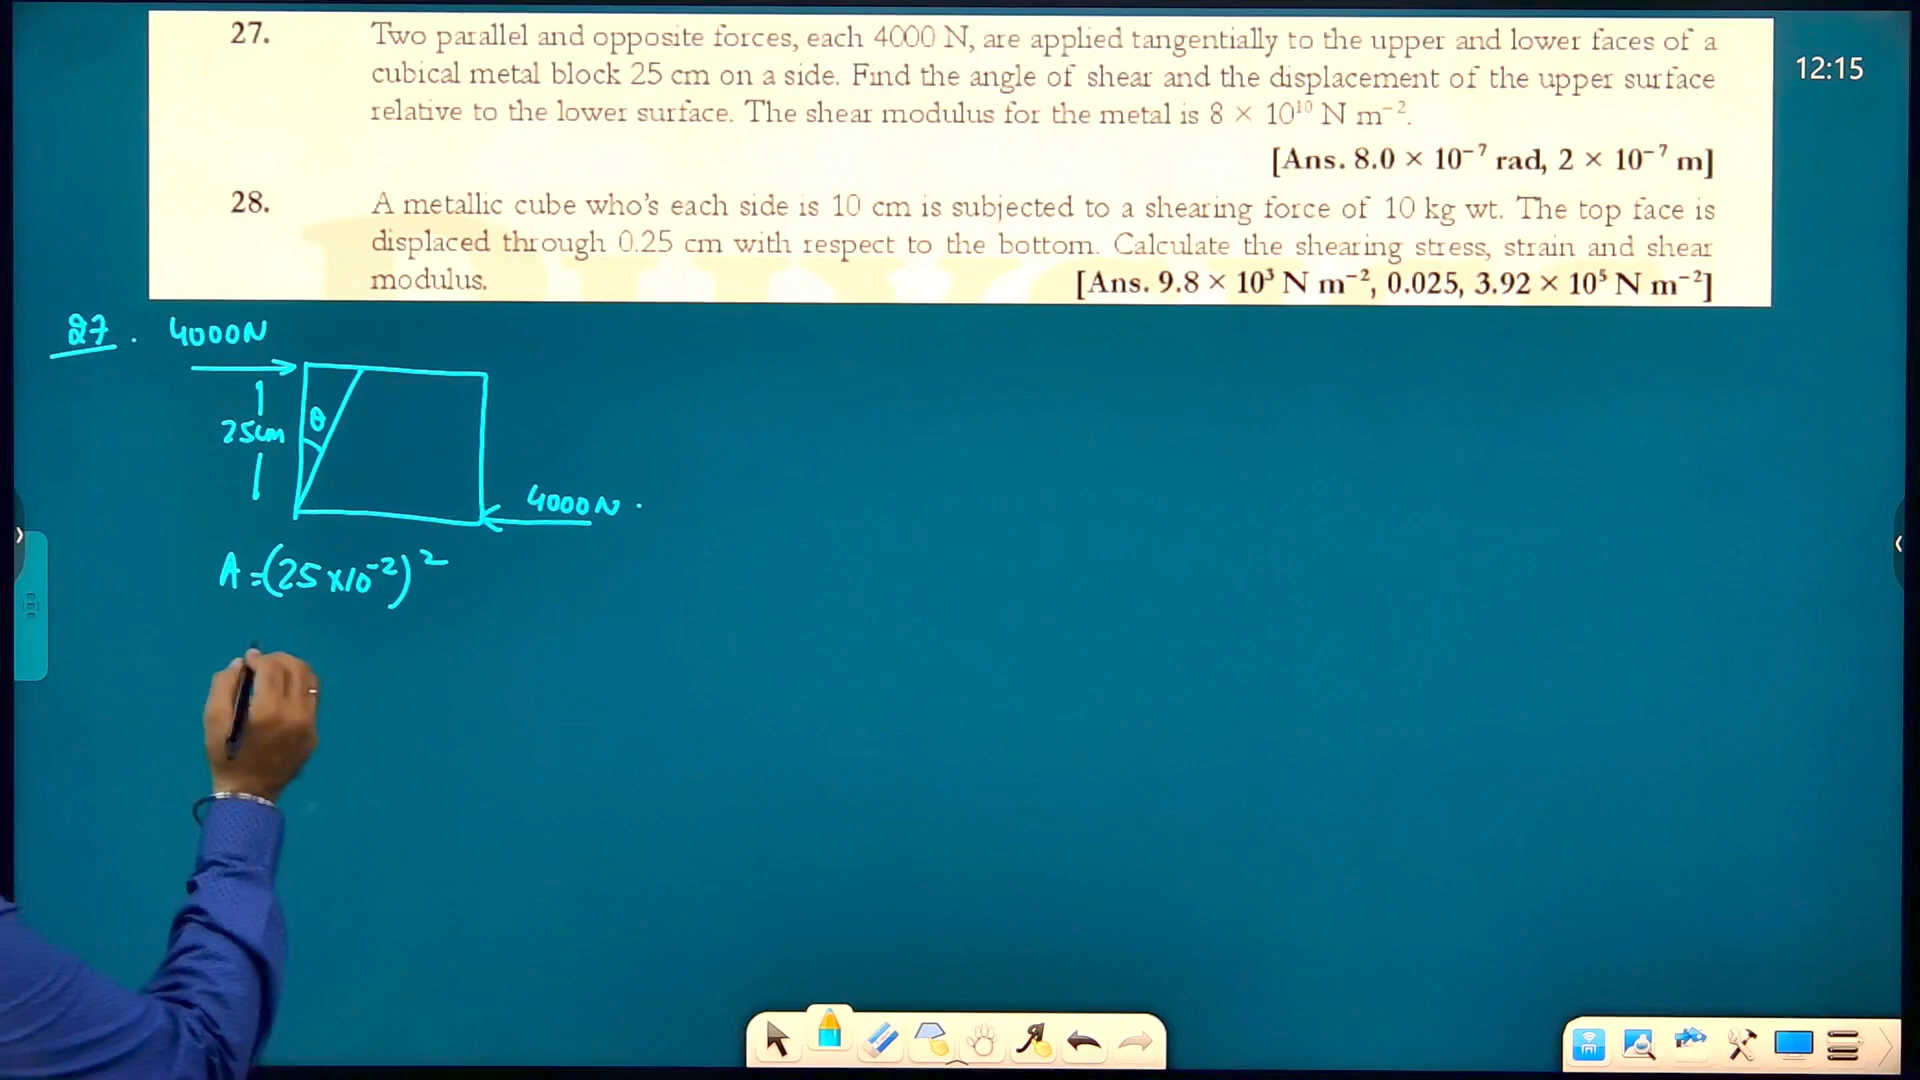 27. Two parallel and opposite forces, each 4000 N, are applied tangentially to the upper and lower faces of a
cubical metal block 25 cm on a side. Find the angle of shear and the displacement of the upper surface
relative to the lower surface. The shear modulus for the metal is 8 × 10¹⁰ N m⁻².
[Ans. 8.0 × 10⁻⁷ rad, 2 × 10⁻⁷ m]
28. A metallic cube who's each side is 10 cm is subjected to a shearing force of 10 kg wt. The top face is
displaced through 0.25 cm with respect to the bottom. Calculate the shearing stress, strain and shear
modulus. [Ans. 9.8 × 10³ N m⁻², 0.025, 3.92 × 10⁵ N m⁻²]
12:15
27. 4000N
θ
25cm
4000N.
A=(25×10⁻²)²